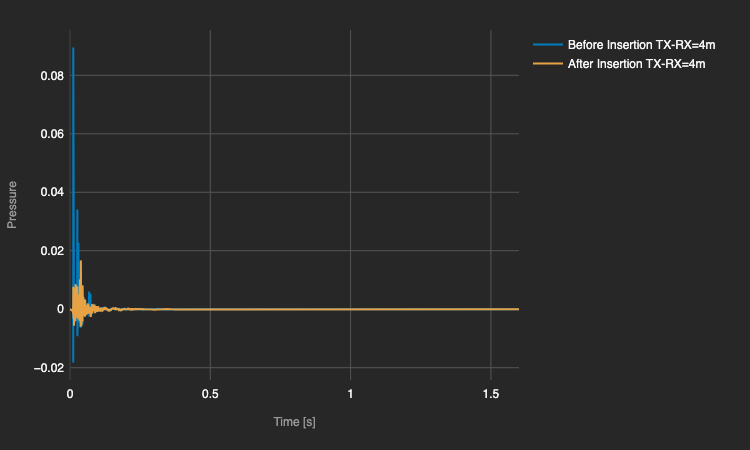 Before Insertion TX-RX=4m
After Insertion TX-RX=4m
0.08
0.06
0.04
0.02
0
−0.02
Pressure
0 0.5 1 1.5
Time [s]